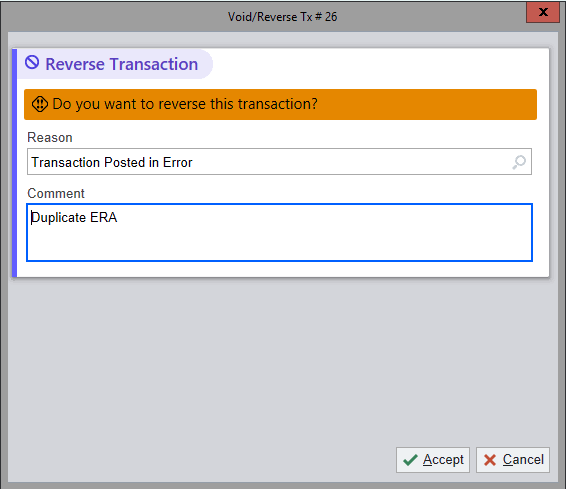 Void/Reverse Tx # 26
x
Reverse Transaction
Do you want to reverse this transaction?
Reason
Transaction Posted in Error
Comment
Duplicate ERA
Accept
Cancel